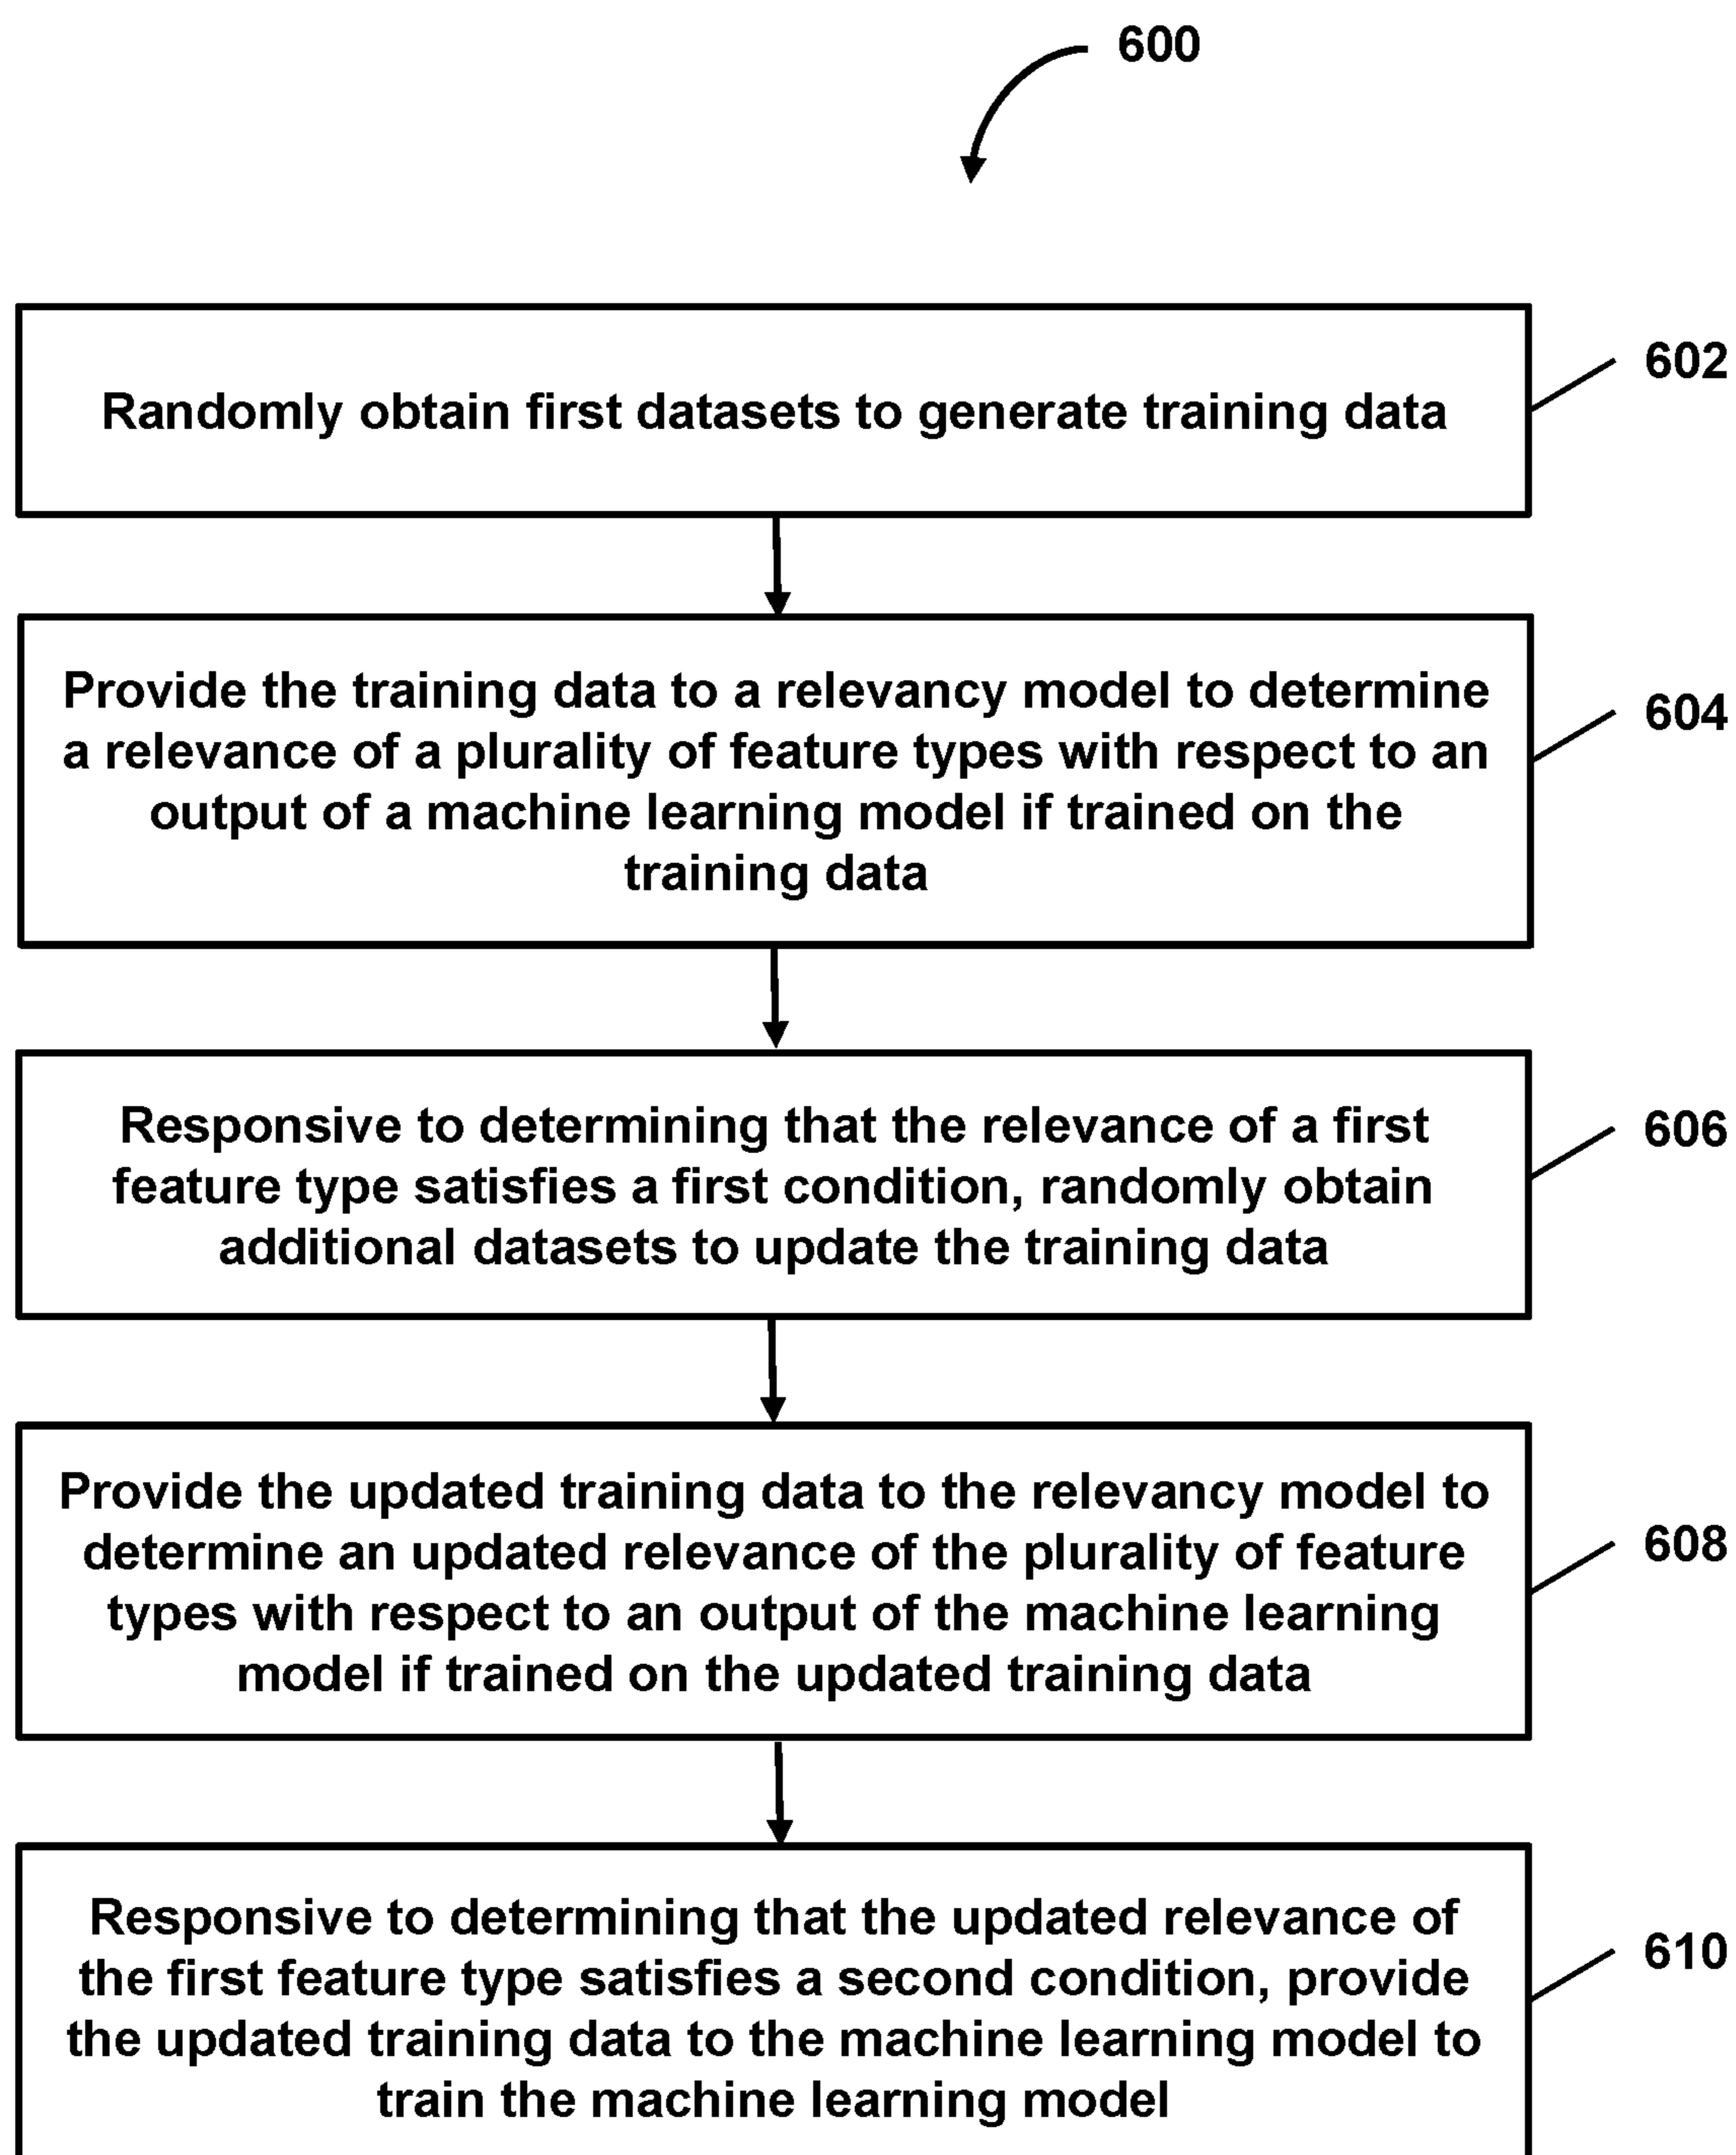 600
Randomly obtain first datasets to generate training data
602
Provide the training data to a relevancy model to determine
a relevance of a plurality of feature types with respect to an
output of a machine learning model if trained on the
training data
604
Responsive to determining that the relevance of a first
feature type satisfies a first condition, randomly obtain
additional datasets to update the training data
606
Provide the updated training data to the relevancy model to
determine an updated relevance of the plurality of feature
types with respect to an output of the machine learning
model if trained on the updated training data
608
Responsive to determining that the updated relevance of
the first feature type satisfies a second condition, provide
the updated training data to the machine learning model to
train the machine learning model
610